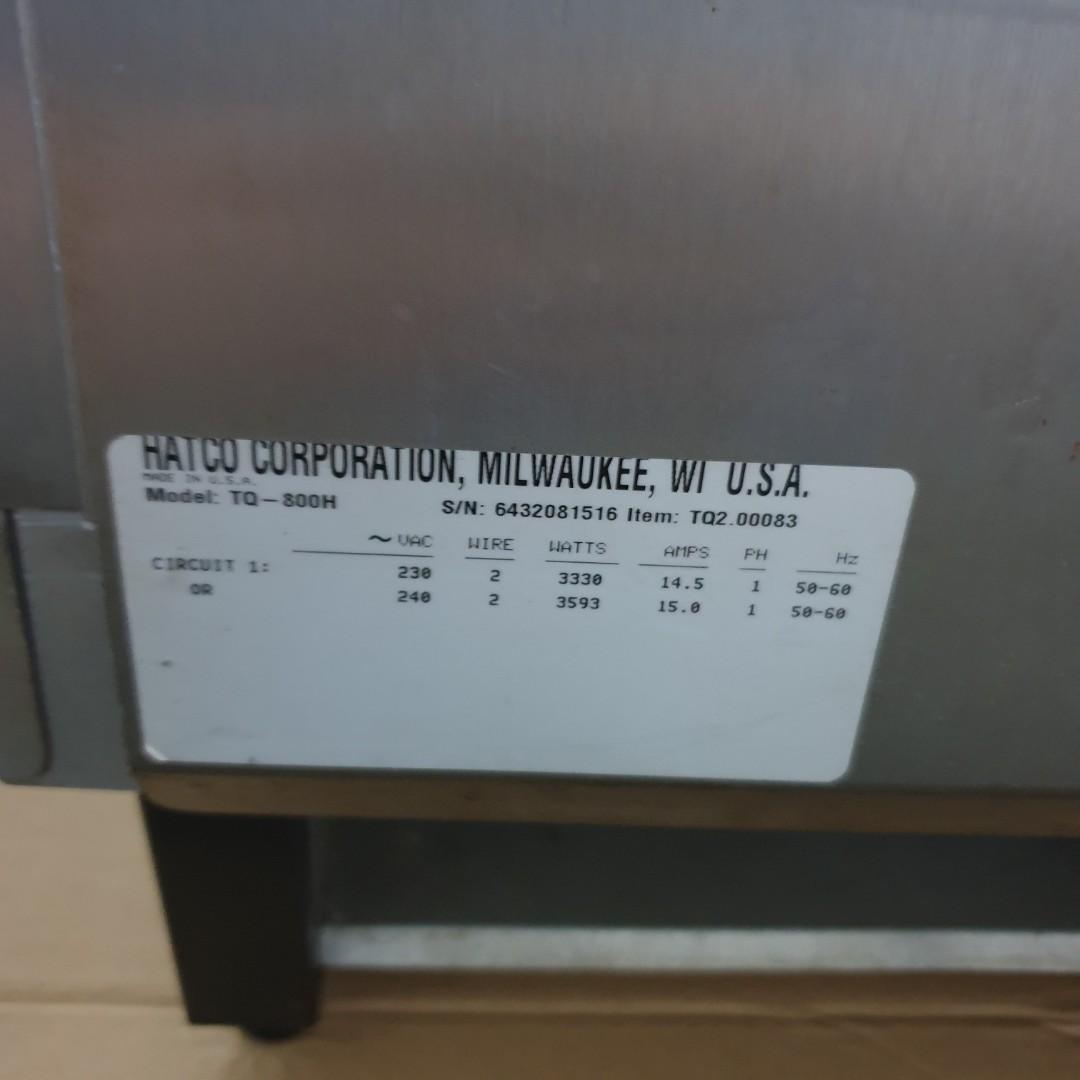 HATCO CORPORATION, MILWAUKEE, WI U.S.A.
MADE IN U.S.A.
Model: TQ-800H S/N: 6432081516 Item: TQ2.00083
~ VAC WIRE WATTS AMPS PH Hz
CIRCUIT 1: 230 2 3330 14.5 1 50-60
OR 240 2 3593 15.0 1 50-60